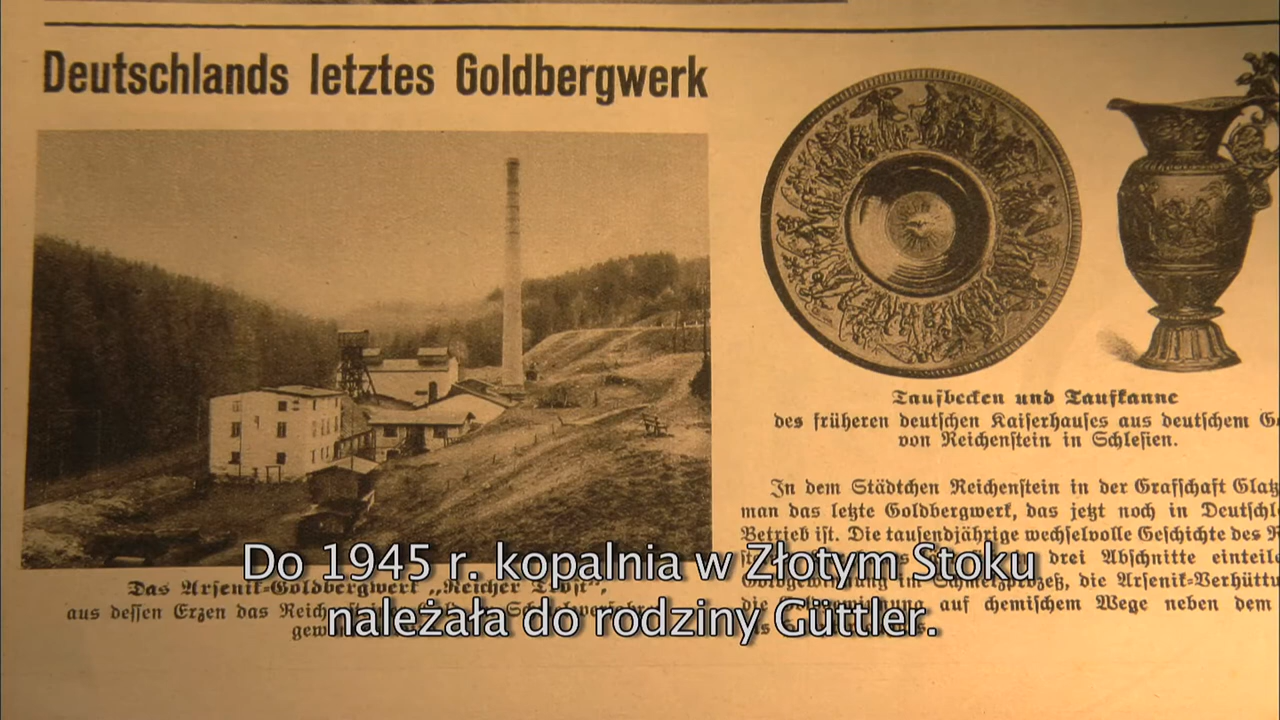 Deutschlands letztes Goldbergwerk
Taufbecken und Taufkanne
des früheren deutschen Kaiserhauses aus deutschem
von Reichenstein in Schlesien.
In dem Städtchen Reichenstein in der Grafschaft Glatz
man das letzte Goldbergwerk, das jetzt noch in
Betrieb ist. Die tausendjährige wechselvolle Geschichte des
drei Abschnitte
die Arsenik-
auf chemischem Wege neben dem
Das Arsenik-Goldbergwerk „Reicher Trost“,
aus dessen Erzen das
Do 1945 r. kopalnia w Złotym Stoku
należała do rodziny Güttler.